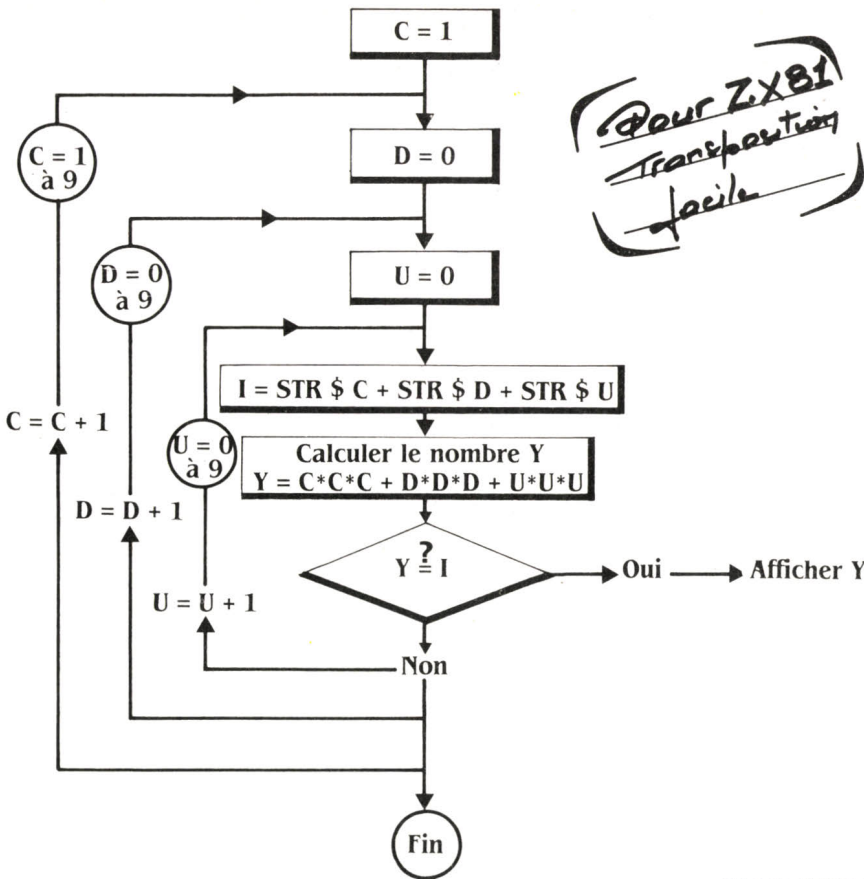 C = 1
Pour ZX81
Transposition
facile
C = 1
à 9
D = 0
D = 0
à 9
U = 0
I = STR $ C + STR $ D + STR $ U
C = C + 1
U = 0
à 9
Calculer le nombre Y
Y = C*C*C + D*D*D + U*U*U
D = D + 1
?
Y = I
Oui
Afficher Y
U = U + 1
Non
Fin